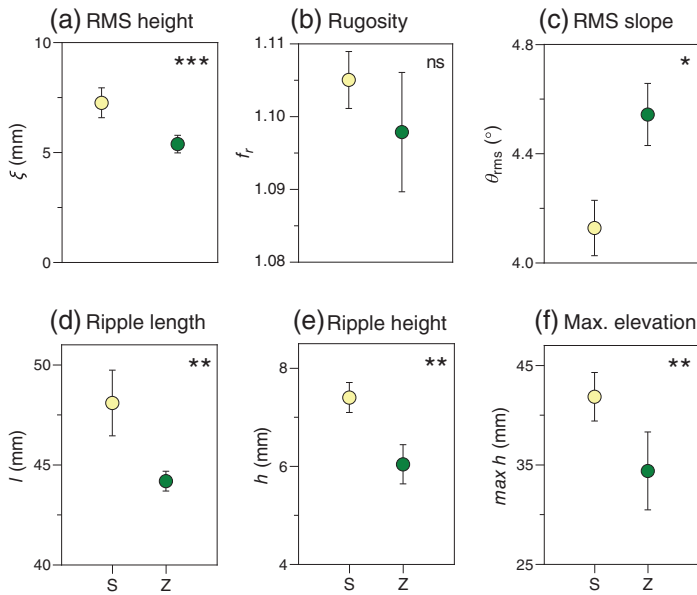 (a) RMS height
10
5
0
ξ (mm)
***
(b) Rugosity
1.11
1.10
1.09
1.08
f_r
ns
(c) RMS slope
4.8
4.4
4.0
θ_rms (°)
*
(d) Ripple length
50
45
40
l (mm)
**
S Z
(e) Ripple height
8
6
4
h (mm)
**
S Z
(f) Max. elevation
45
35
25
max h (mm)
**
S Z